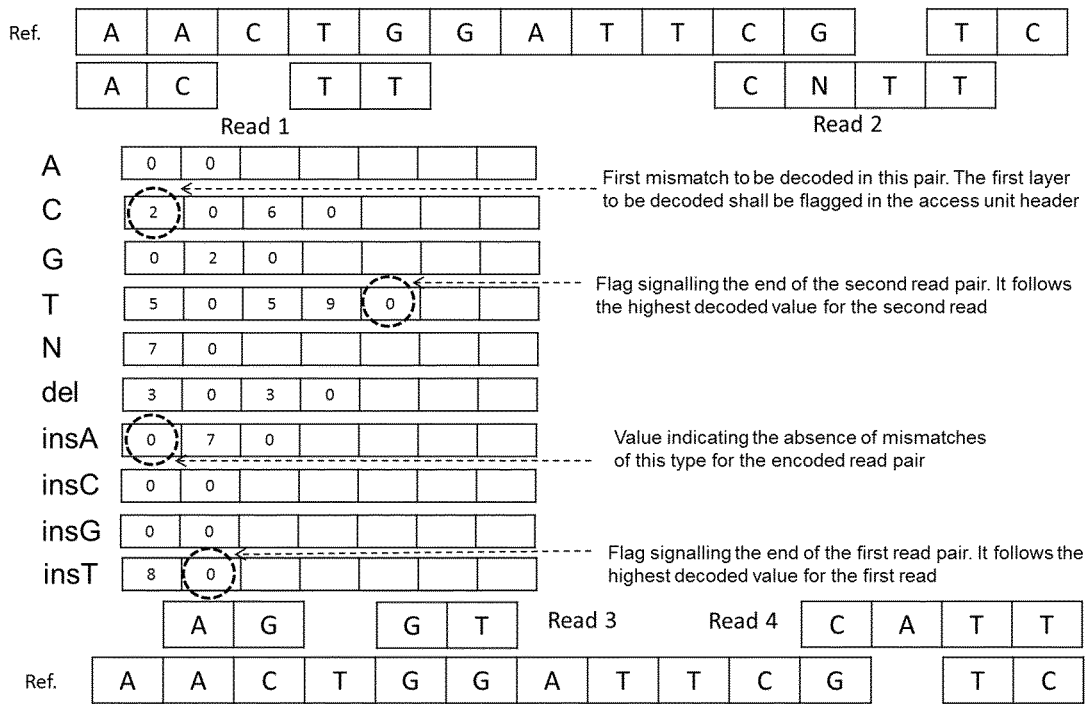 Ref. A A C T G G A T T C G T C
A C T T C N T T
Read 1 Read 2
A 0 0
First mismatch to be decoded in this pair. The first layer
to be decoded shall be flagged in the access unit header
C 2 0 6 0
G 0 2 0
Flag signalling the end of the second read pair. It follows
the highest decoded value for the second read
T 5 0 5 9 0
N 7 0
del 3 0 3 0
insA 0 7 0
Value indicating the absence of mismatches
of this type for the encoded read pair
insC 0 0
insG 0 0
Flag signalling the end of the first read pair. It follows the
highest decoded value for the first read
insT 8 0
A G G T Read 3 Read 4 C A T T
Ref. A A C T G G A T T C G T C